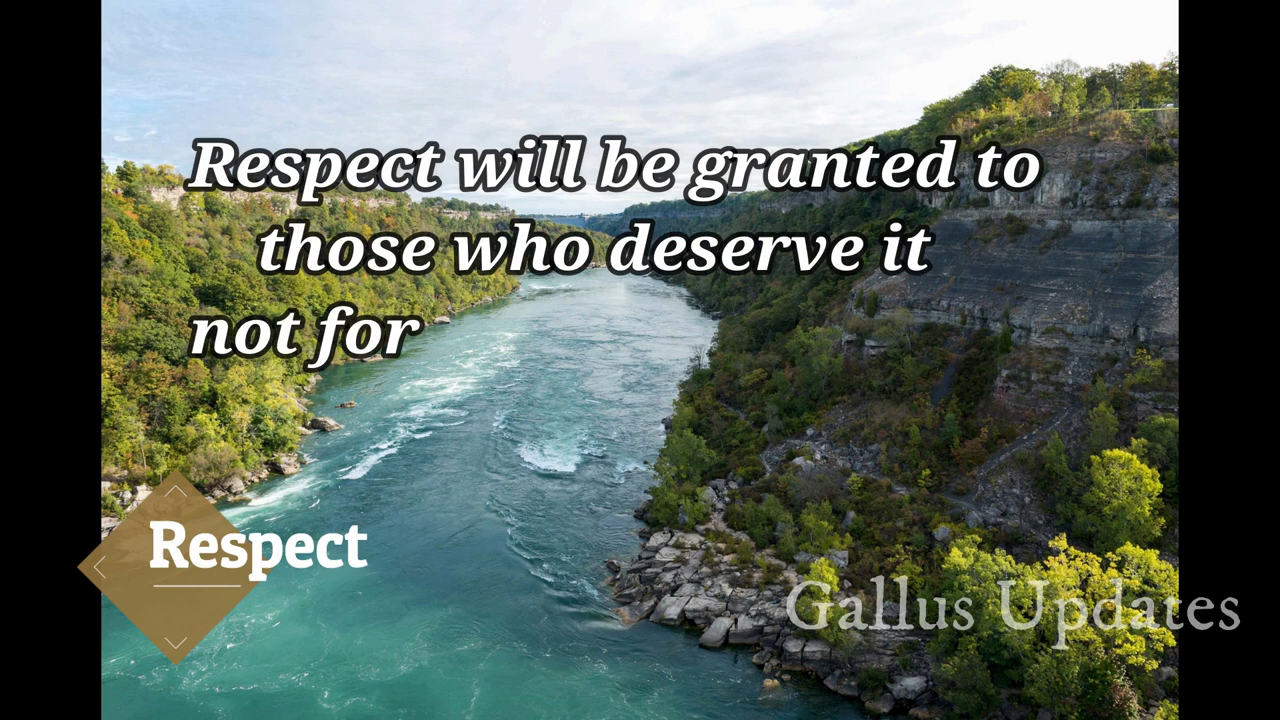 Respect will be granted to
those who deserve it
not for
Respect
Gallus Updates